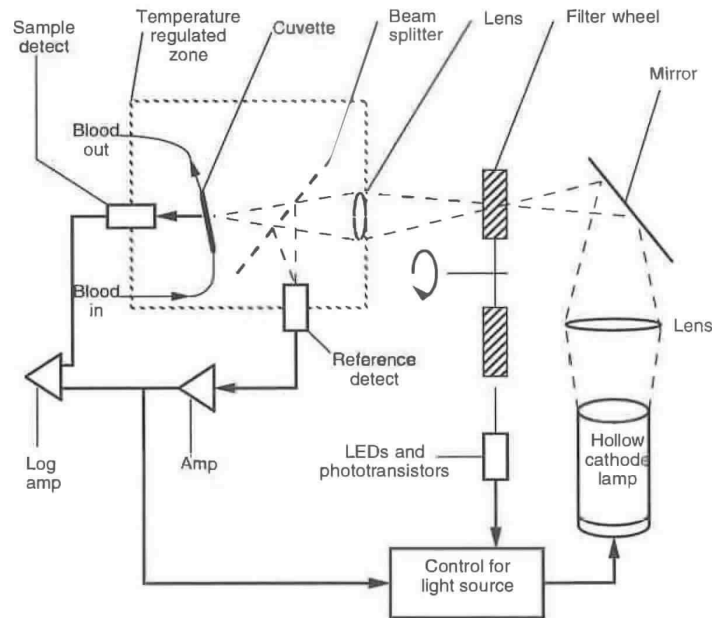 Sample
detect
Temperature
regulated
zone
Cuvette
Beam
splitter
Lens
Filter wheel
Mirror
Blood
out
Blood
in
Reference
detect
Lens
Log
amp
Amp
LEDs and
phototransistors
Hollow
cathode
lamp
Control for
light source